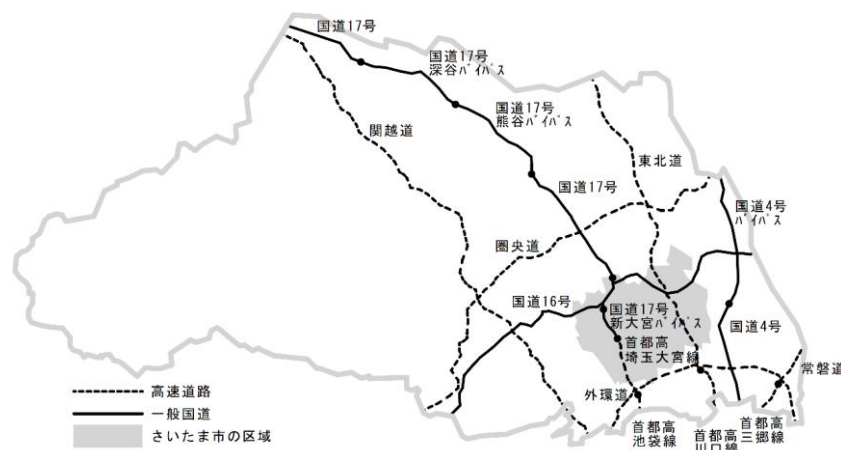 国道17号
国道17号
深谷バイパス
国道17号
熊谷バイパス
関越道
東北道
国道17号
国道4号
バイパス
圏央道
国道16号
国道17号
新大宮バイパス
国道4号
首都高
埼玉大宮線
常磐道
外環道
高速道路
一般国道
さいたま市の区域
首都高
池袋線
首都高
川口線
首都高
三郷線